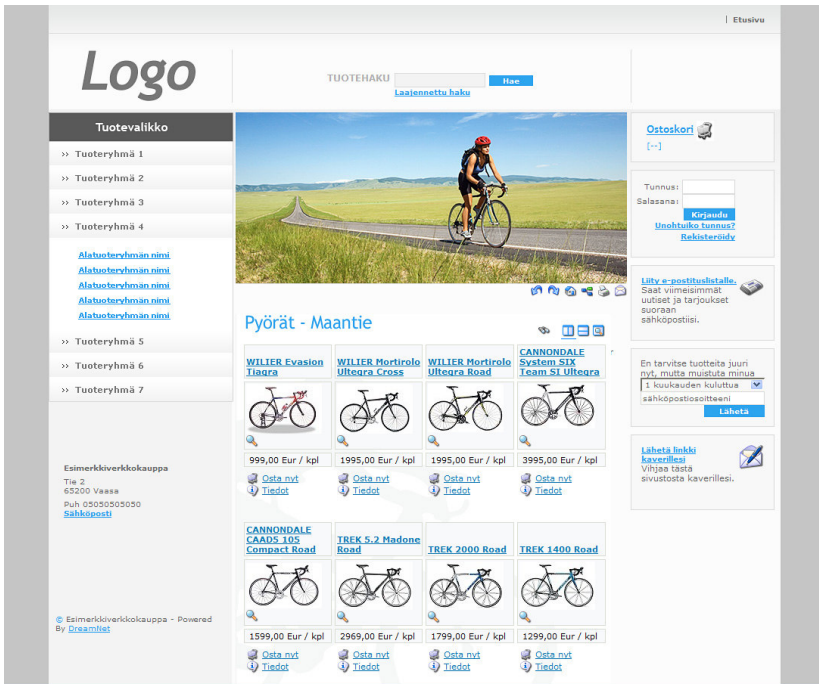 | Etusivu
Logo
TUOTEHAKU
Hae
Laajennettu haku
Tuotevalikko
›› Tuoteryhmä 1
›› Tuoteryhmä 2
›› Tuoteryhmä 3
›› Tuoteryhmä 4
Alatuoteryhmän nimi
Alatuoteryhmän nimi
Alatuoteryhmän nimi
Alatuoteryhmän nimi
Alatuoteryhmän nimi
›› Tuoteryhmä 5
›› Tuoteryhmä 6
›› Tuoteryhmä 7
Esimerkkiverkkokauppa
Tie 2
65200 Vaasa
Puh 05050505050
Sähköposti
© Esimerkkiverkkokauppa - Powered
By DreamNet
Pyörät - Maantie
WILIER Evasion
Tiagra
WILIER Mortirolo
Ultegra Cross
WILIER Mortirolo
Ultegra Road
CANNONDALE
System SIX
Team SI Ultegra
999,00 Eur / kpl
1995,00 Eur / kpl
1995,00 Eur / kpl
3995,00 Eur / kpl
Osta nyt
Tiedot
Osta nyt
Tiedot
Osta nyt
Tiedot
Osta nyt
Tiedot
CANNONDALE
CAAD5 105
Compact Road
TREK 5.2 Madone
Road
TREK 2000 Road
TREK 1400 Road
1599,00 Eur / kpl
2969,00 Eur / kpl
1799,00 Eur / kpl
1299,00 Eur / kpl
Osta nyt
Tiedot
Osta nyt
Tiedot
Osta nyt
Tiedot
Osta nyt
Tiedot
Ostoskori
[--]
Tunnus:
Salasana:
Kirjaudu
Unohtuiko tunnus?
Rekisteröidy
Liity e-postituslistalle.
Saat viimeisimmät
uutiset ja tarjoukset
suoraan
sähköpostiisi.
En tarvitse tuotteita juuri
nyt, mutta muistuta minua
1 kuukauden kuluttua
sähköpostiosoitteeni
Lähetä
Lähetä linkki
kaverillesi
Vihjaa tästä
sivustosta kaverillesi.